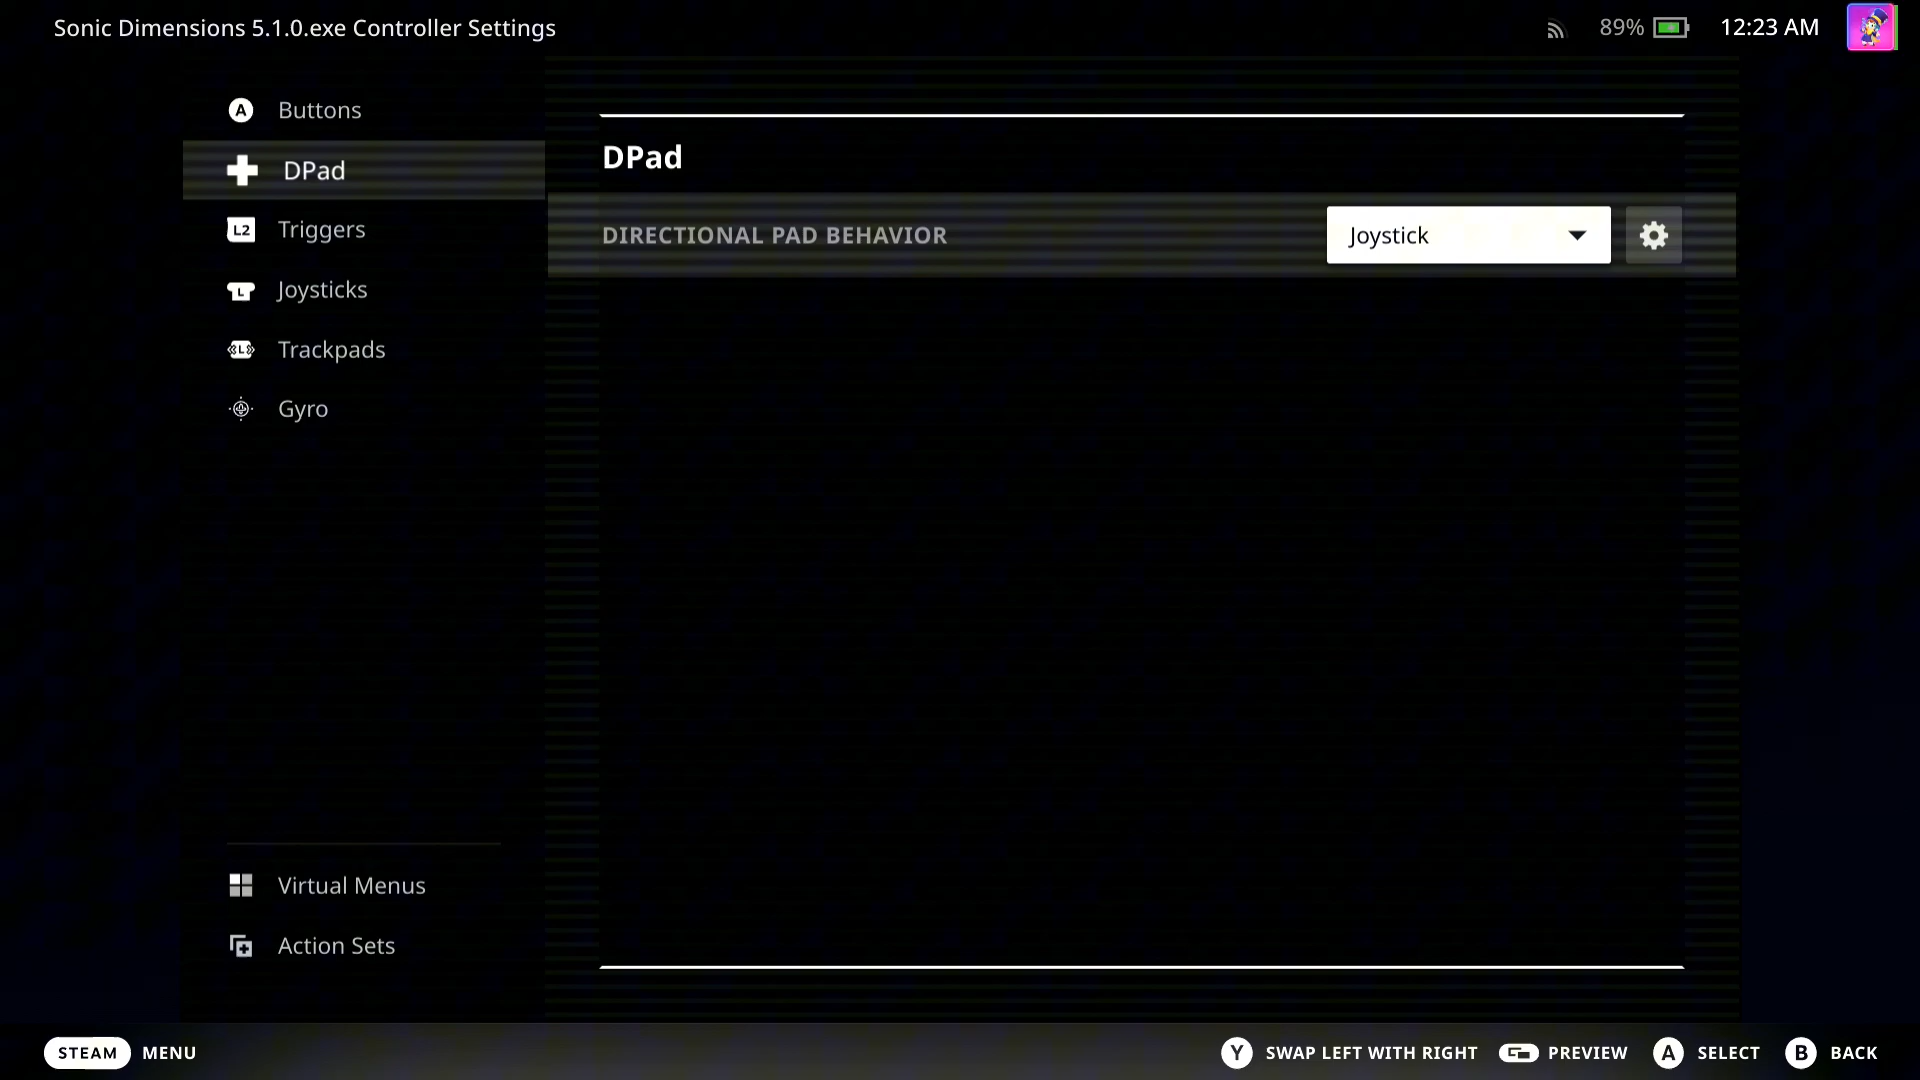 Sonic Dimensions 5.1.0.exe Controller Settings
89%
12:23 AM
A Buttons
DPad
L2 Triggers
L Joysticks
L Trackpads
Gyro
Virtual Menus
Action Sets
DPad
DIRECTIONAL PAD BEHAVIOR
Joystick
STEAM MENU
Y SWAP LEFT WITH RIGHT
PREVIEW
A SELECT
B BACK